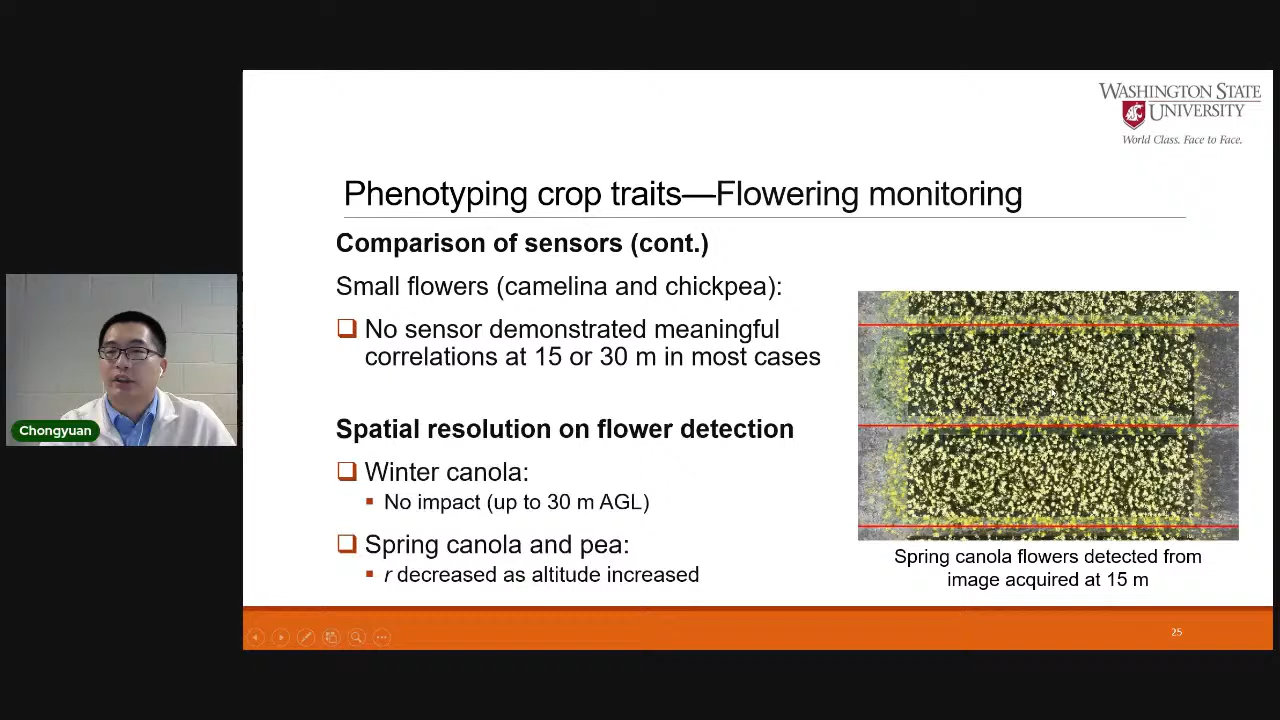 WASHINGTON STATE
UNIVERSITY
World Class. Face to Face.
Phenotyping crop traits—Flowering monitoring
Comparison of sensors (cont.)
Small flowers (camelina and chickpea):
No sensor demonstrated meaningful
correlations at 15 or 30 m in most cases
Spatial resolution on flower detection
Winter canola:
No impact (up to 30 m AGL)
Spring canola and pea:
r decreased as altitude increased
Spring canola flowers detected from
image acquired at 15 m
Chongyuan
25